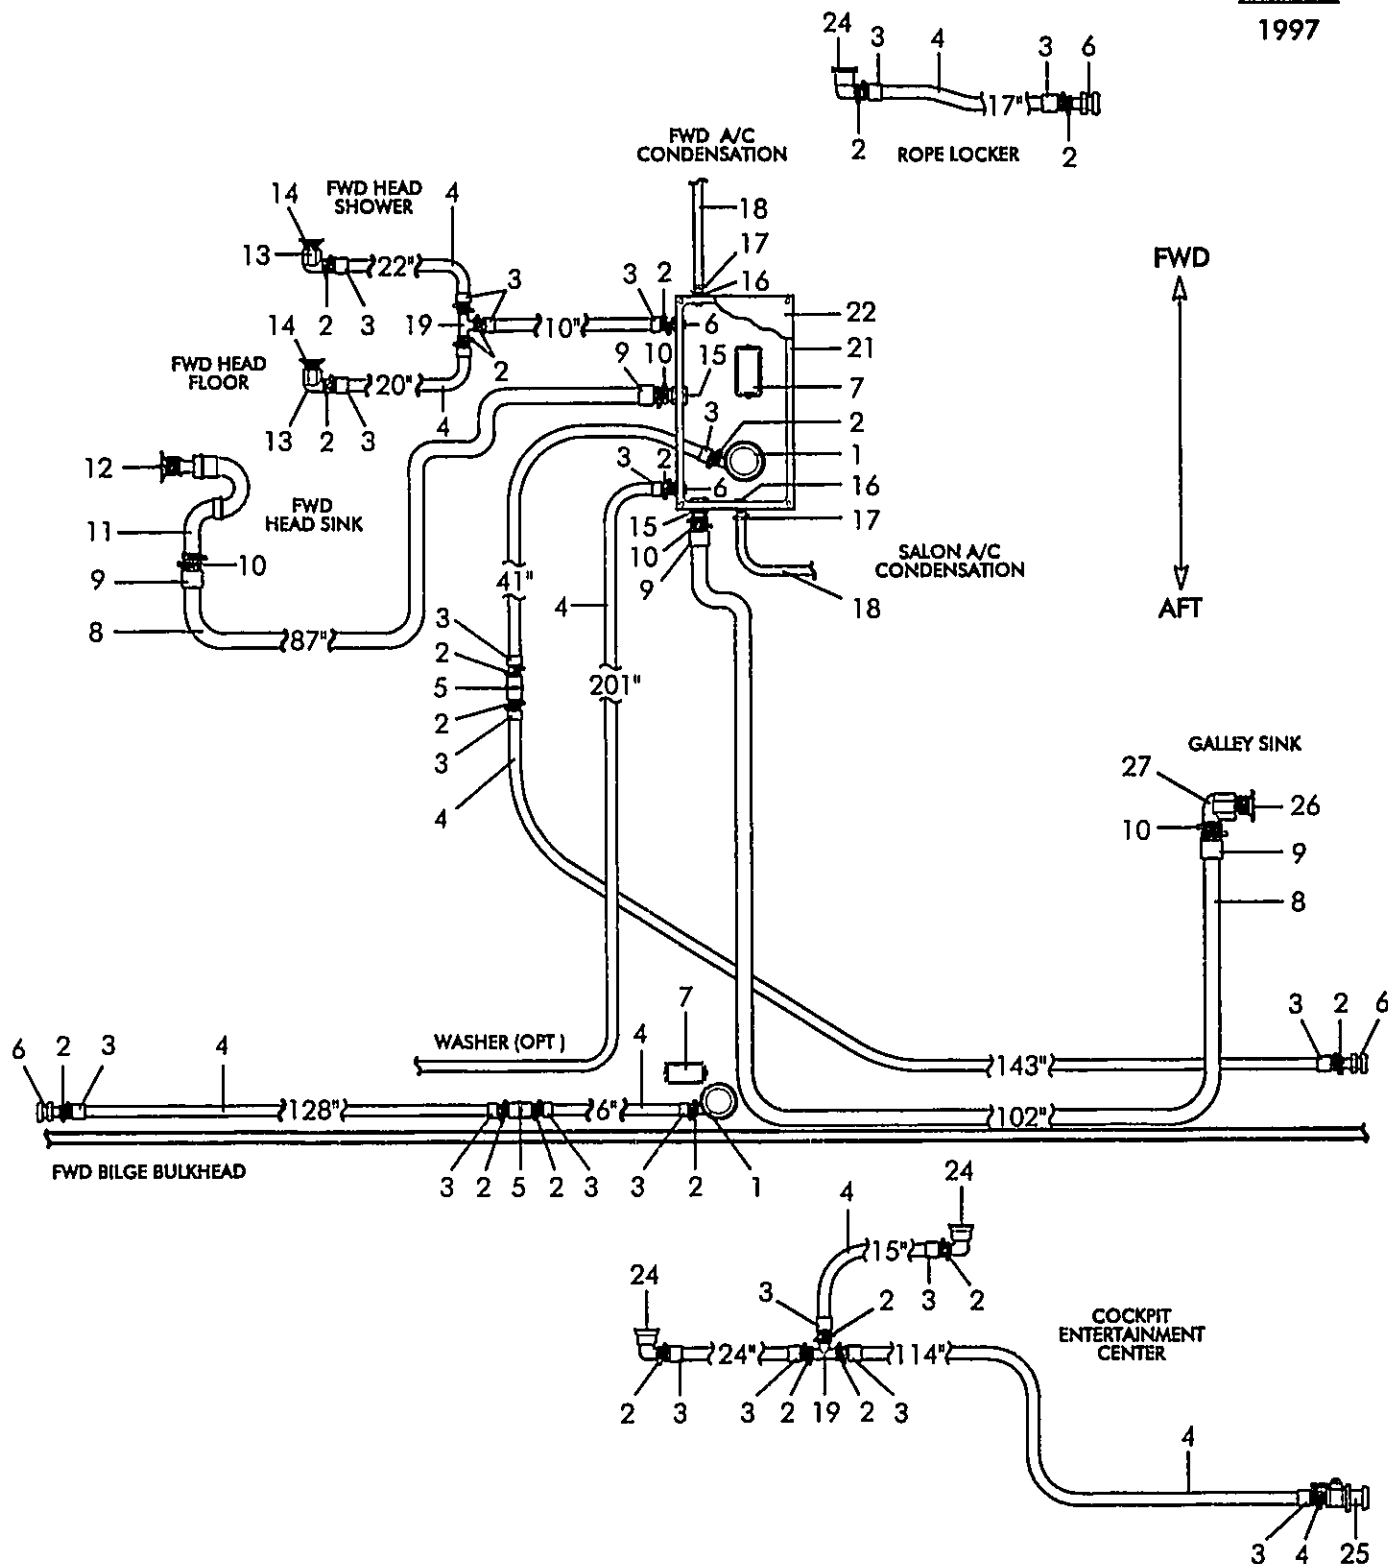 1997
24 3 4 3 6
17"
2 ROPE LOCKER 2
FWD A/C
CONDENSATION
FWD HEAD
SHOWER
14 4 18
13 17
22" 3 3 2 16
FWD
2 3 19 10" 6 22
14 2 9 10 15 21
FWD HEAD
FLOOR
20" 7
13 2 3 4 3 2
12 3 2 1
6 16
FWD
HEAD SINK
11 15 17
10 10
SALON A/C
CONDENSATION
9 41" 9 18
4
AFT
8 87" 3
2 201"
5
2
3
GALLEY SINK
4 27 26
10
9
8
7 3 2 6
WASHER (OPT )
6 2 3 4 4
143"
128" 6" 102"
FWD BILGE BULKHEAD
3 2 5 2 3 3 2 1
4 24
15"
24 3 2 3 2
COCKPIT
ENTERTAINMENT
CENTER
24" 114"
2 3 3 2 19 2 3
4
3 4 25